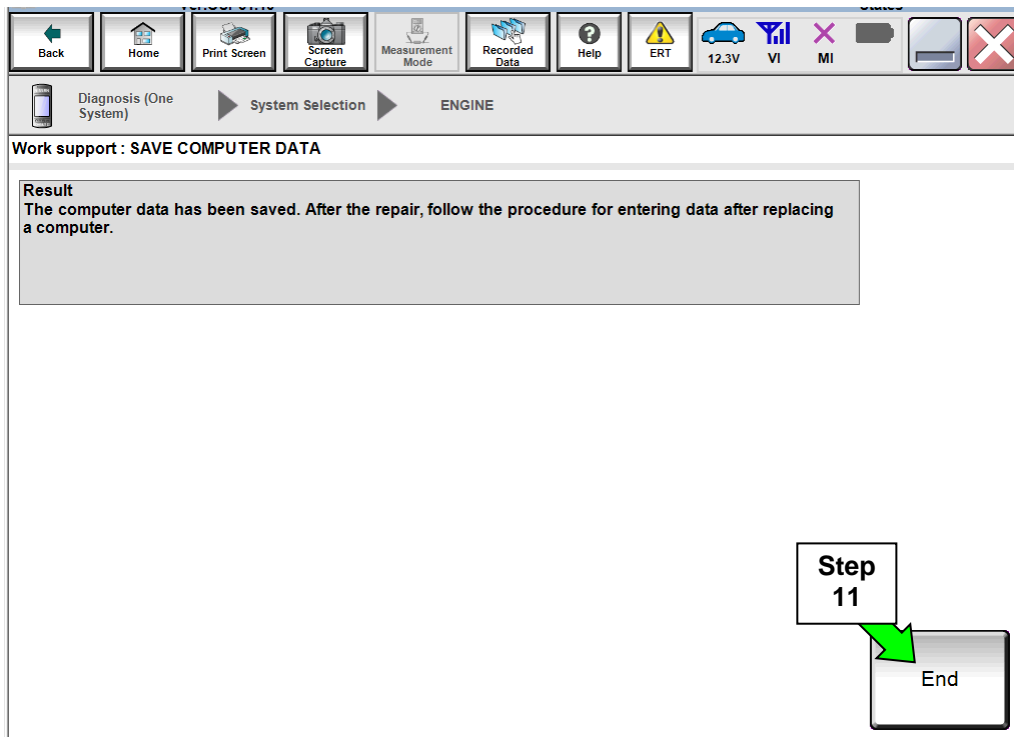 Back
Home
Print Screen
Screen
Capture
Measurement
Mode
Recorded
Data
Help
ERT
12.3V
VI
MI
Diagnosis (One
System)
System Selection
ENGINE
Work support : SAVE COMPUTER DATA
Result
The computer data has been saved. After the repair, follow the procedure for entering data after replacing
a computer.
Step
11
End